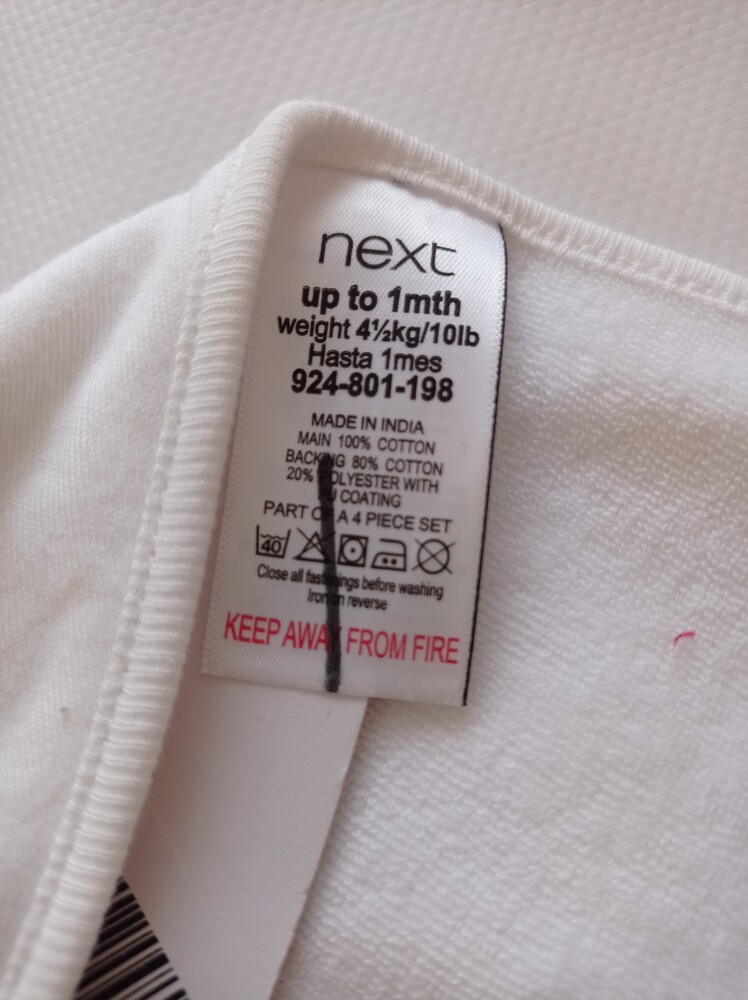 next
up to 1mth
weight 4½kg/10lb
Hasta 1mes
924-801-198
MADE IN INDIA
MAIN 100% COTTON
BACKING 80% COTTON
20% POLYESTER WITH
PU COATING
PART OF A 4 PIECE SET
40
Close all fastenings before washing
Iron on reverse
KEEP AWAY FROM FIRE